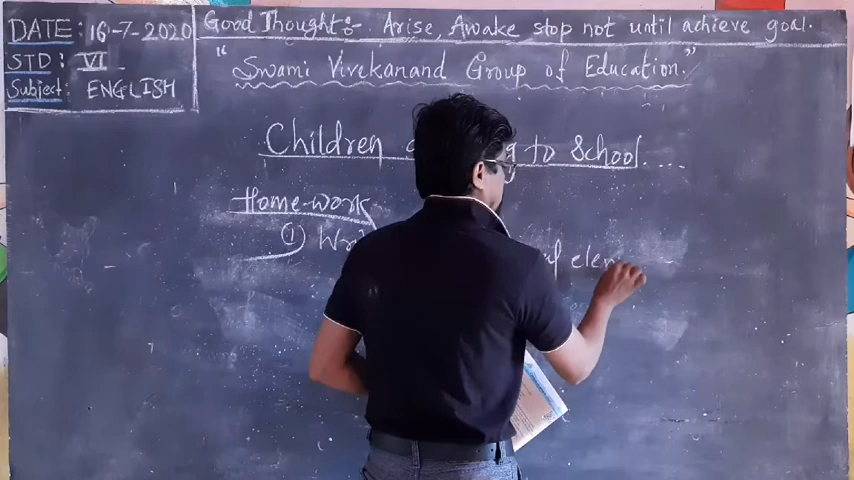 DATE: 16-7-2020
STD: VI
Subject: ENGLISH
Good Thought:- Arise, Awake stop not until achieve goal.
"Swami Vivekanand Group of Education."
Children to School....
Home-work
① of